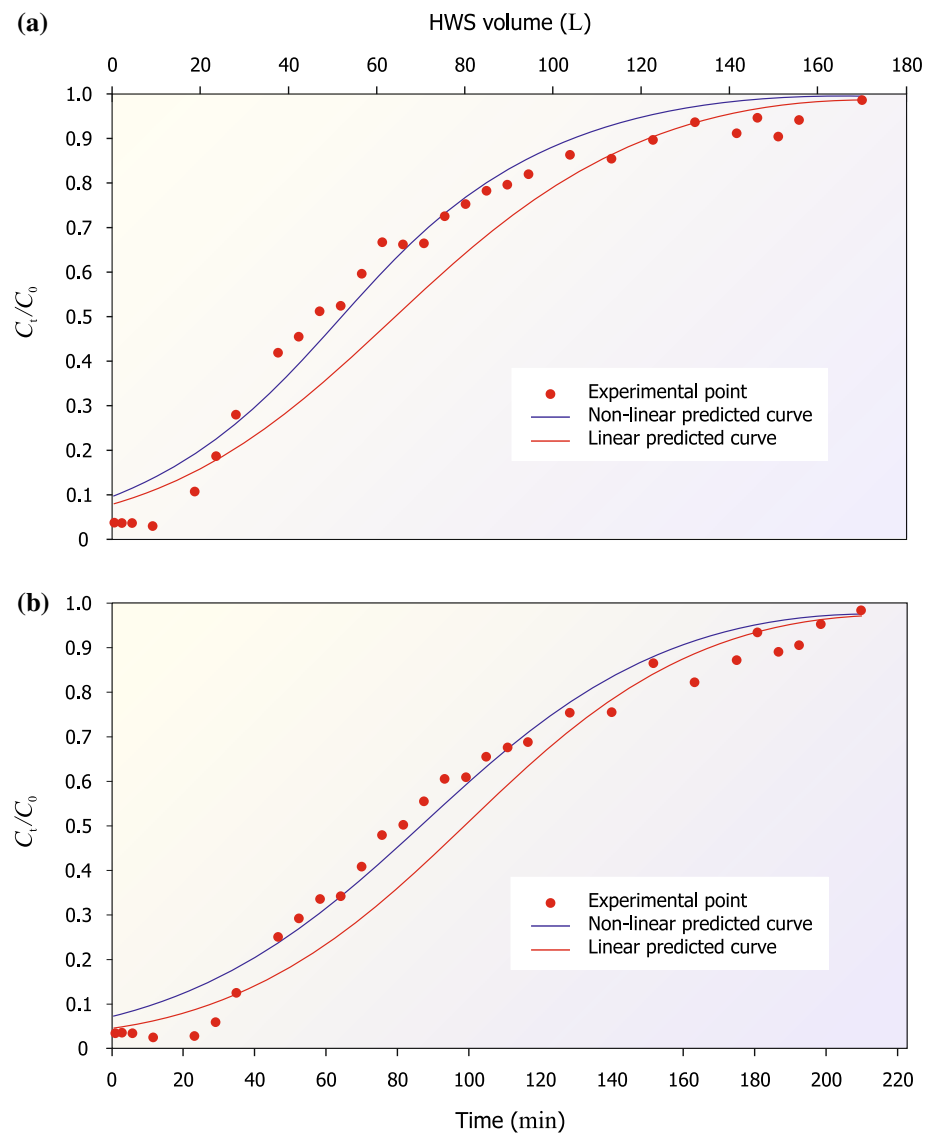 (a)
HWS volume (L)
0 20 40 60 80 100 120 140 160 180
1.0
0.9
0.8
0.7
0.6
0.5
0.4
0.3
0.2
0.1
0
Ct/C0
Experimental point
Non-linear predicted curve
Linear predicted curve
(b)
1.0
0.9
0.8
0.7
0.6
0.5
0.4
0.3
0.2
0.1
0
Ct/C0
Experimental point
Non-linear predicted curve
Linear predicted curve
0 20 40 60 80 100 120 140 160 180 200 220
Time (min)